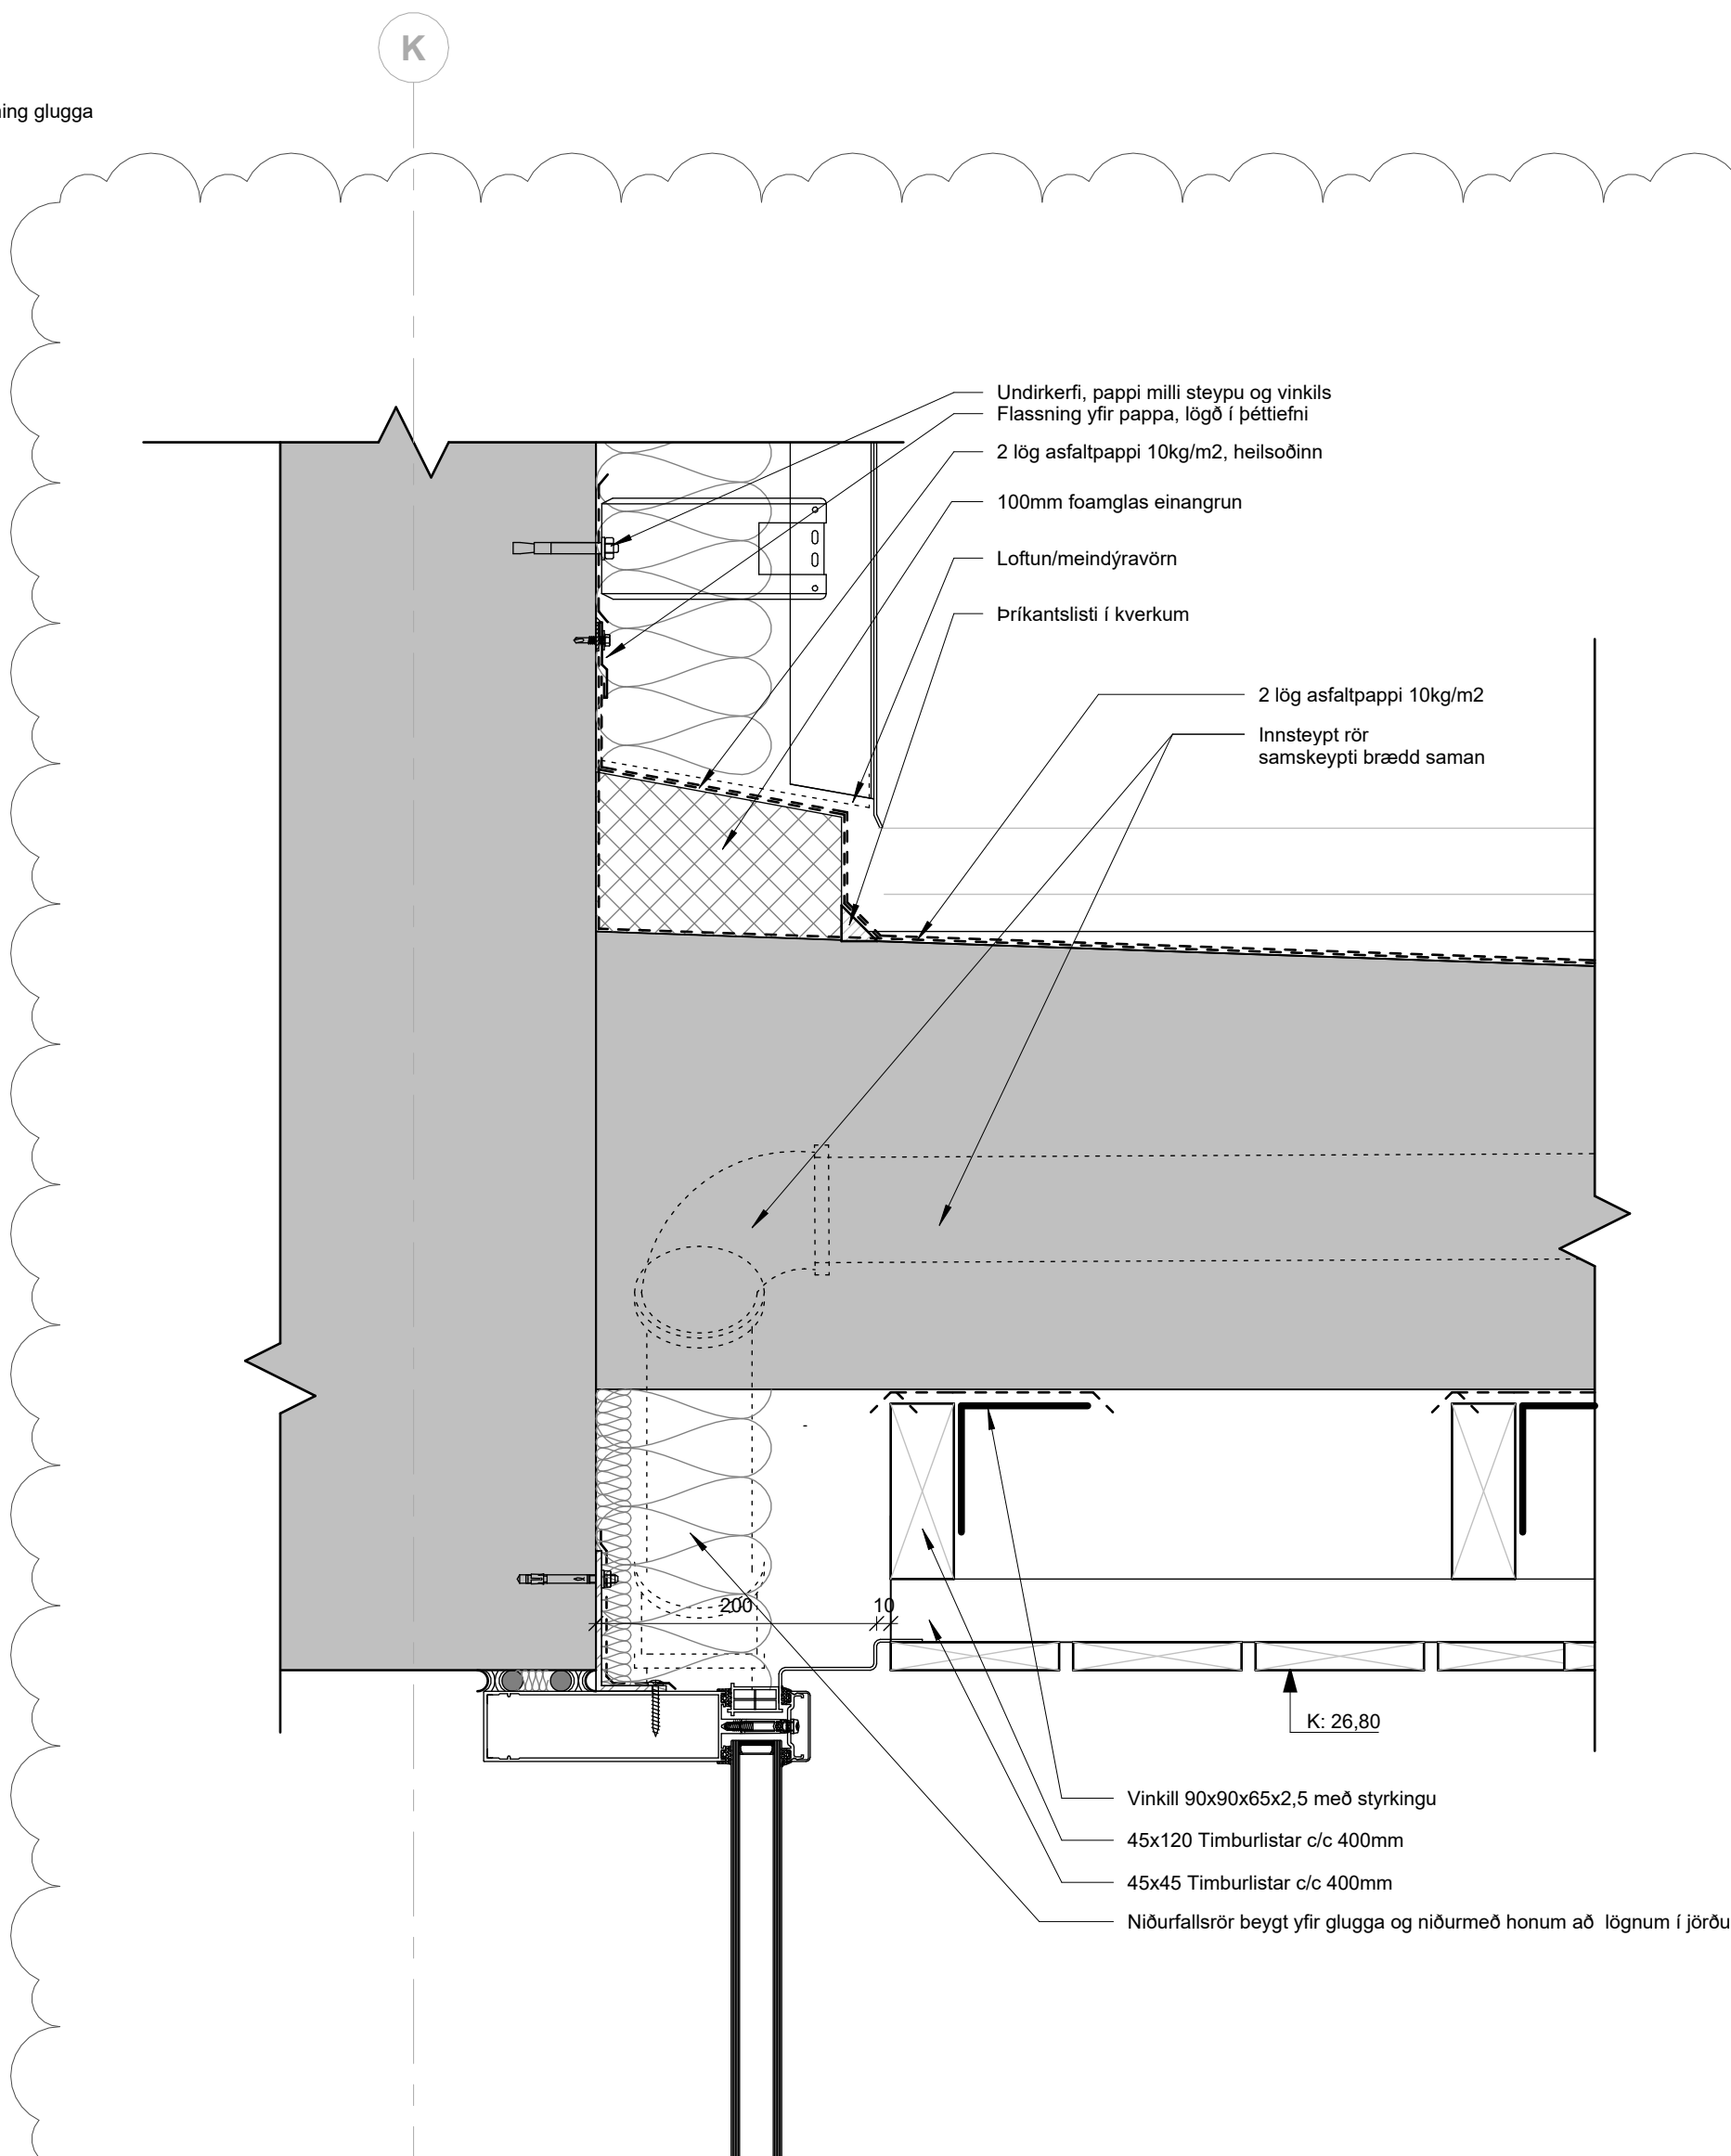 K
ing glugga
Undirkerfi, pappi milli steypu og vinkils
Flassning yfir pappa, lögð í þéttiefni
2 lög asfaltpappi 10kg/m2, heilsoðinn
100mm foamglas einangrun
Loftun/meindýravörn
Þríkantslisti í kverkum
2 lög asfaltpappi 10kg/m2
Innsteypt rör
samskeypti brædd saman
200
10
K: 26,80
Vinkill 90x90x65x2,5 með styrkingu
45x120 Timburlistar c/c 400mm
45x45 Timburlistar c/c 400mm
Niðurfallsrör beygt yfir glugga og niðurmeð honum að lögnum í jörðu